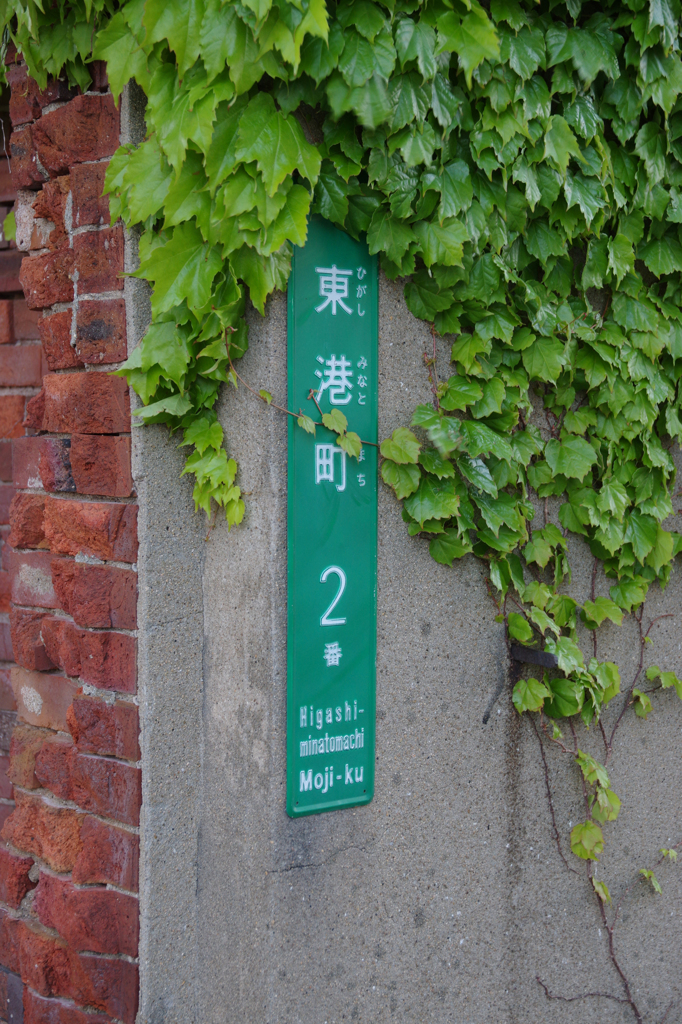 東港町
ひがし みなと まち
2
番
Higashi-
minatomachi
Moji-ku